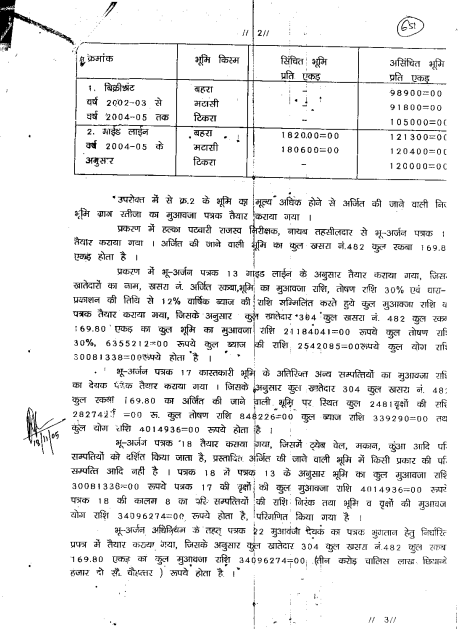 // 2//
651
क्रमांक भूमि किस्म सिंचित भूमि असिंचित भूमि
प्रति एकड़ प्रति एकड़
1. बिक्रीछांट बहरा - 98900=00
वर्ष 2002-03 से मटासी 91800=00
वर्ष 2004-05 तक टिकरा 105000=00
2. गाईड लाईन बहरा 182000=00 121300=00
वर्ष 2004-05 के मटासी 180600=00 120400=00
अनुसार टिकरा 120000=00
उपरोक्त में से क्र.2 के भूमि का मूल्य अधिक होने से अर्जित की जाने वाली
भूमि ग्राम रतीजा का मुआवजा पत्रक तैयार कराया गया ।
प्रकरण में हल्का पटवारी राजस्व निरीक्षक, नायब तहसीलदार से भू-अर्जन पत्रक
तैयार कराया गया । अर्जित की जाने वाली भूमि का कुल खसरा नं.482 कुल रकबा 169.8
एकड़ होता है ।
प्रकरण में भू-अर्जन पत्रक 13 गाइड लाईन के अनुसार तैयार कराया गया,
खातेदारों का नाम, खसरा नं. अर्जित रकबा,भूमि का मुआवजा राशि, तोषण राशि 30% एवं धारा-
प्रकाशन की तिथि से 12% वार्षिक ब्याज की राशि सम्मिलित करते हुये कुल मुआवजा राशि
पत्रक तैयार कराया गया, जिसके अनुसार कुल खातेदार 304 कुल खसरा नं. 482 कुल
169.80 एकड़ का कुल भूमि का मुआवजा राशि 21184041=00 रूपये कुल तोषण
30%, 6355212=00 रूपये कुल ब्याज की राशि 2542085=00रूपये कुल योग
30081338=00रूपये होता है ।
भू-अर्जन पत्रक 17 कास्तकारी भूमि के अतिरिक्त अन्य सम्पत्तियों का मुआवजा
का देयक पत्रक तैयार कराया गया । जिसके अनुसार कुल खातेदार 304 कुल खसरा नं. 48
कुल रकबा 169.80 का अर्जित की जाने वाली भूमि पर स्थित कुल 2481 वृक्षों की
=00 रू. कुल तोषण राशि 848226=00 कुल ब्याज राशि 339290=00
कुल योग राशि 4014936=00 रूपये होता है ।
भू-अर्जन पत्रक 18 तैयार कराया गया, जिसमें ट्यूब वेल, मकान, कुंआ आदि
सम्पतियों को दर्शित किया जाता है, प्रस्तावित अर्जित की जाने वाली भूमि में किसी प्रकार की
सम्पत्ति आदि नही है । पत्रक 18 में पत्रक 13 के अनुसार भूमि का कुल मुआवजा
30081338=00 रूपये पत्रक 17 की वृक्षों की कुल मुआवजा राशि 4014936=00
पत्रक 18 की कालम 8 का परि सम्पत्तियों की राशि निरंक तथा भूमि व वृक्षों की मुआवजा
योग राशि 34096274=00 रूपये होता है, परिगणित किया गया है ।
भू-अर्जन अधिनियम के तहत् पत्रक 22 मुआवजा देयक का पत्रक भुगतान हेतु
प्रपत्र में तैयार कराया गया, जिसके अनुसार कुल खातेदार 304 कुल खसरा नं.482 कुल
169.80 एकड़ का कुल मुआवजा राशि 34096274=00 (तीन करोड़ चालिस लाख
हजार दो सौ चौहत्तर ) रूपये होता है ।
// 3//